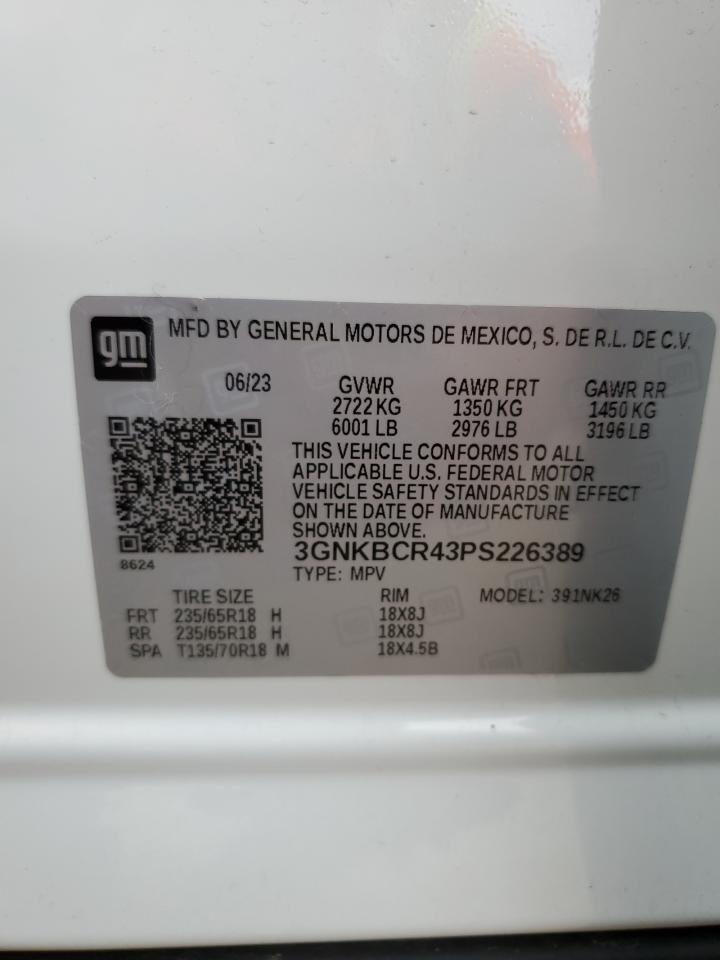 gm
MFD BY GENERAL MOTORS DE MEXICO, S. DE R.L. DE C.V.
06/23 GVWR GAWR FRT GAWR RR
2722 KG 1350 KG 1450 KG
6001 LB 2976 LB 3196 LB
THIS VEHICLE CONFORMS TO ALL
APPLICABLE U.S. FEDERAL MOTOR
VEHICLE SAFETY STANDARDS IN EFFECT
ON THE DATE OF MANUFACTURE
SHOWN ABOVE.
8624
3GNKBCR43PS226389
TYPE: MPV
TIRE SIZE RIM MODEL: 391NK26
FRT 235/65R18 H 18X8J
RR 235/65R18 H 18X8J
SPA T135/70R18 M 18X4.5B